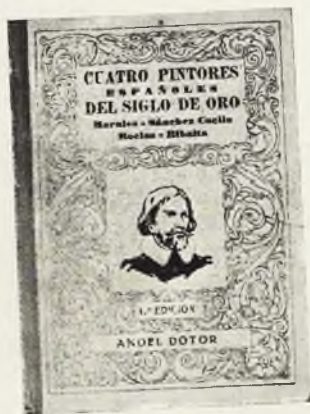 CUATRO PINTORES
ESPAÑOLES
DEL SIGLO DE ORO
Morales • Sánchez Coello
Roelas • Ribalta
1.ª EDICION
ANGEL DOTOR